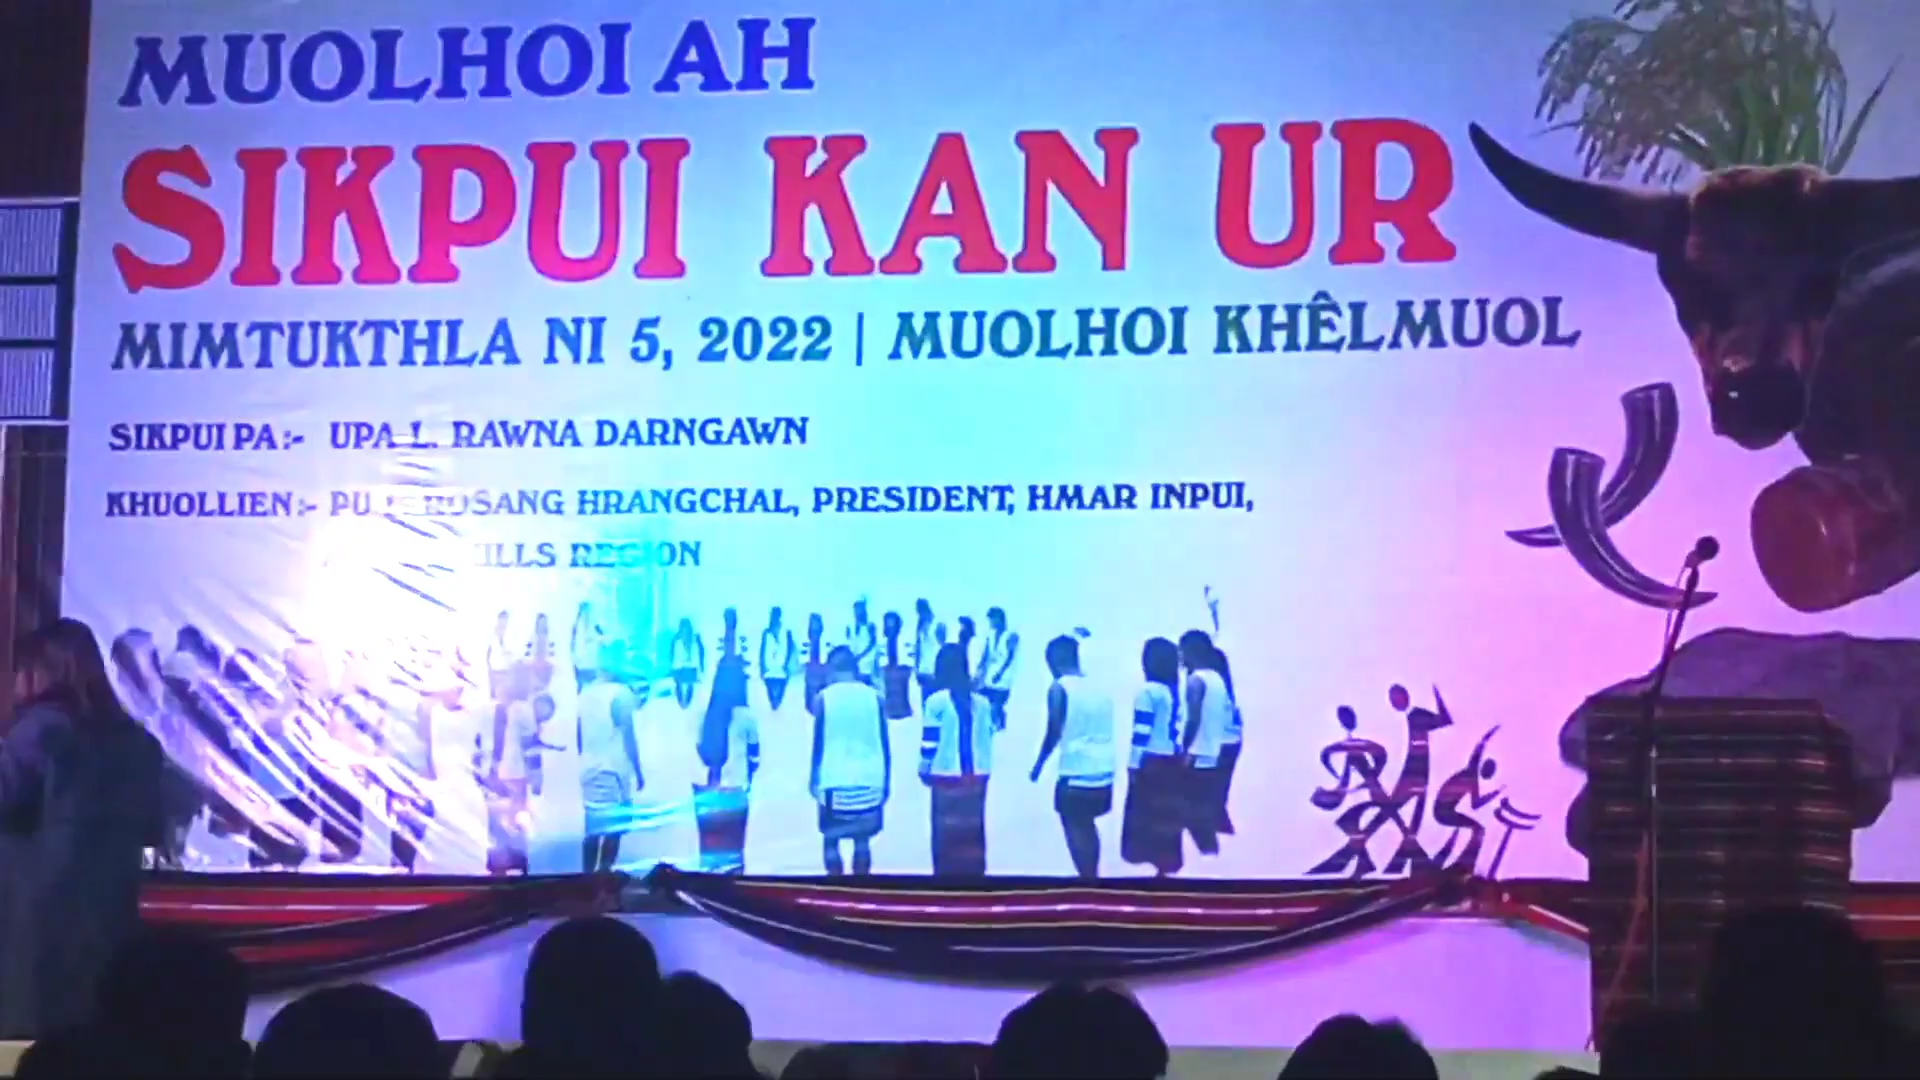 MUOLHOI AH
SIKPUI KAN UR
MIMTUKTHLA NI 5, 2022 | MUOLHOI KHÊLMUOL
SIKPUI PA:- UPA L. RAWNA DARNGAWN
KHUOLLIEN:- PU HRANGCHAL, PRESIDENT, HMAR INPUI,
REGION